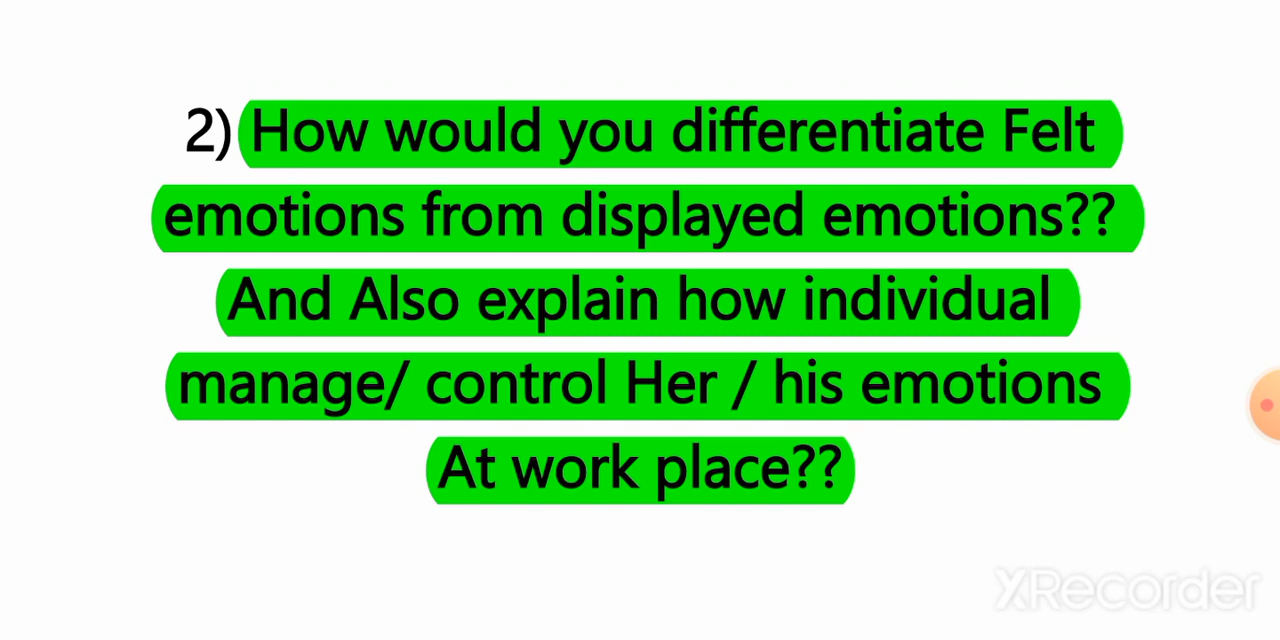 2) How would you differentiate Felt
emotions from displayed emotions??
And Also explain how individual
manage/ control Her / his emotions
At work place??
XRecorder